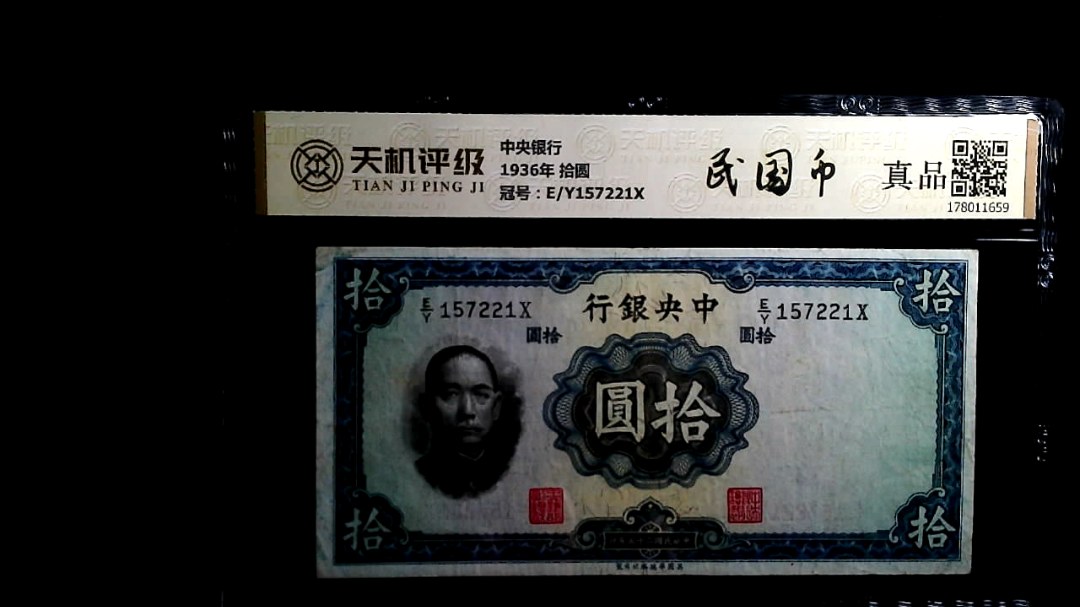 天机评级
TIAN JI PING JI
中央银行
1936年 拾圆
冠号：E/Y157221X
民国币
真品
178011659
拾
拾
E/Y 157221X
行銀央中
E/Y 157221X
圓拾
圓拾
圓拾
拾
拾